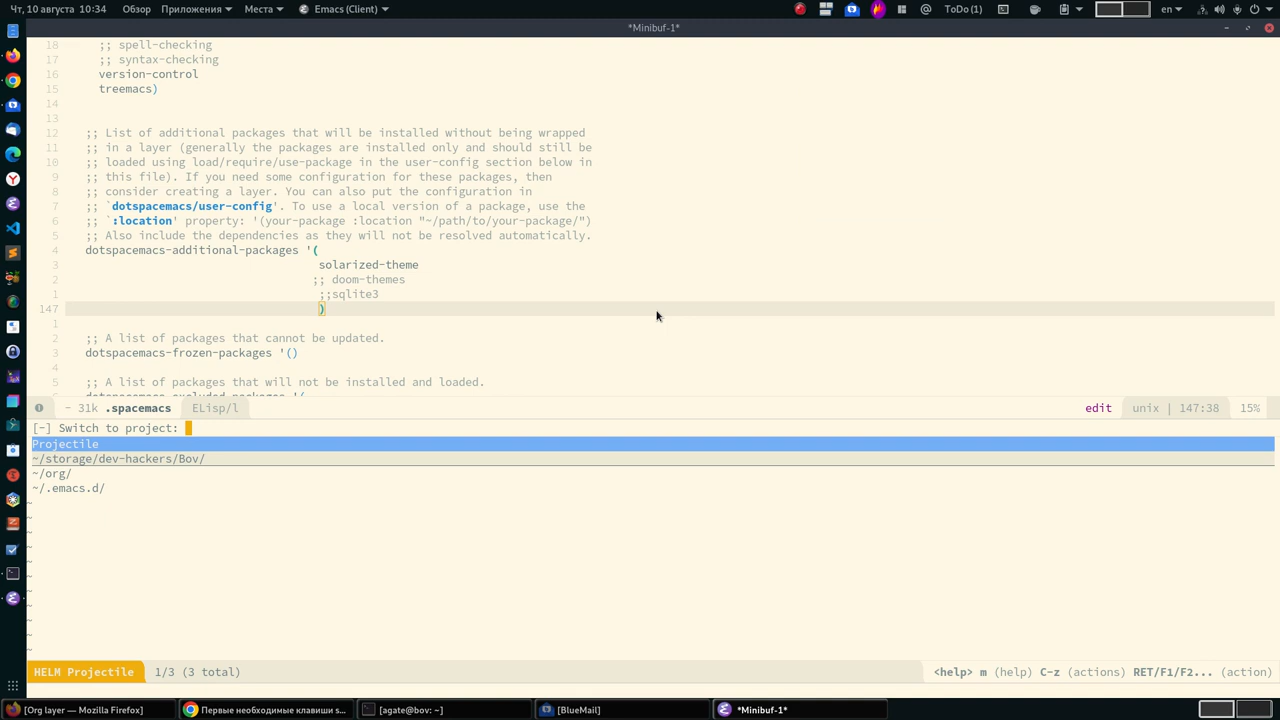 Чт, 10 августа 10:34 Обзор Приложения Места Emacs (Client) ToDo (1) en
*Minibuf-1*
18 ;; spell-checking
17 ;; syntax-checking
16 version-control
15 treemacs)
14
13
12 ;; List of additional packages that will be installed without being wrapped
11 ;; in a layer (generally the packages are installed only and should still be
10 ;; loaded using load/require/use-package in the user-config section below in
9 ;; this file). If you need some configuration for these packages, then
8 ;; consider creating a layer. You can also put the configuration in
7 ;; `dotspacemacs/user-config'. To use a local version of a package, use the
6 ;; `:location' property: '(your-package :location "~/path/to/your-package/")
5 ;; Also include the dependencies as they will not be resolved automatically.
4 dotspacemacs-additional-packages '(
3 solarized-theme
2 ;; doom-themes
1 ;;sqlite3
147 )
1
2 ;; A list of packages that cannot be updated.
3 dotspacemacs-frozen-packages '()
4
5 ;; A list of packages that will not be installed and loaded.
- 31k .spacemacs ELisp/l edit unix | 147:38 15%
[-] Switch to project:
Projectile
~/storage/dev-hackers/Bov/
~/org/
~/.emacs.d/
~
~
~
~
~
~
~
~
~
~
~
HELM Projectile 1/3 (3 total) <help> m (help) C-z (actions) RET/F1/F2... (action)
[Org layer — Mozilla Firefox] Первые необходимые клавиши s... [agate@bov: ~] [BlueMail] *Minibuf-1*